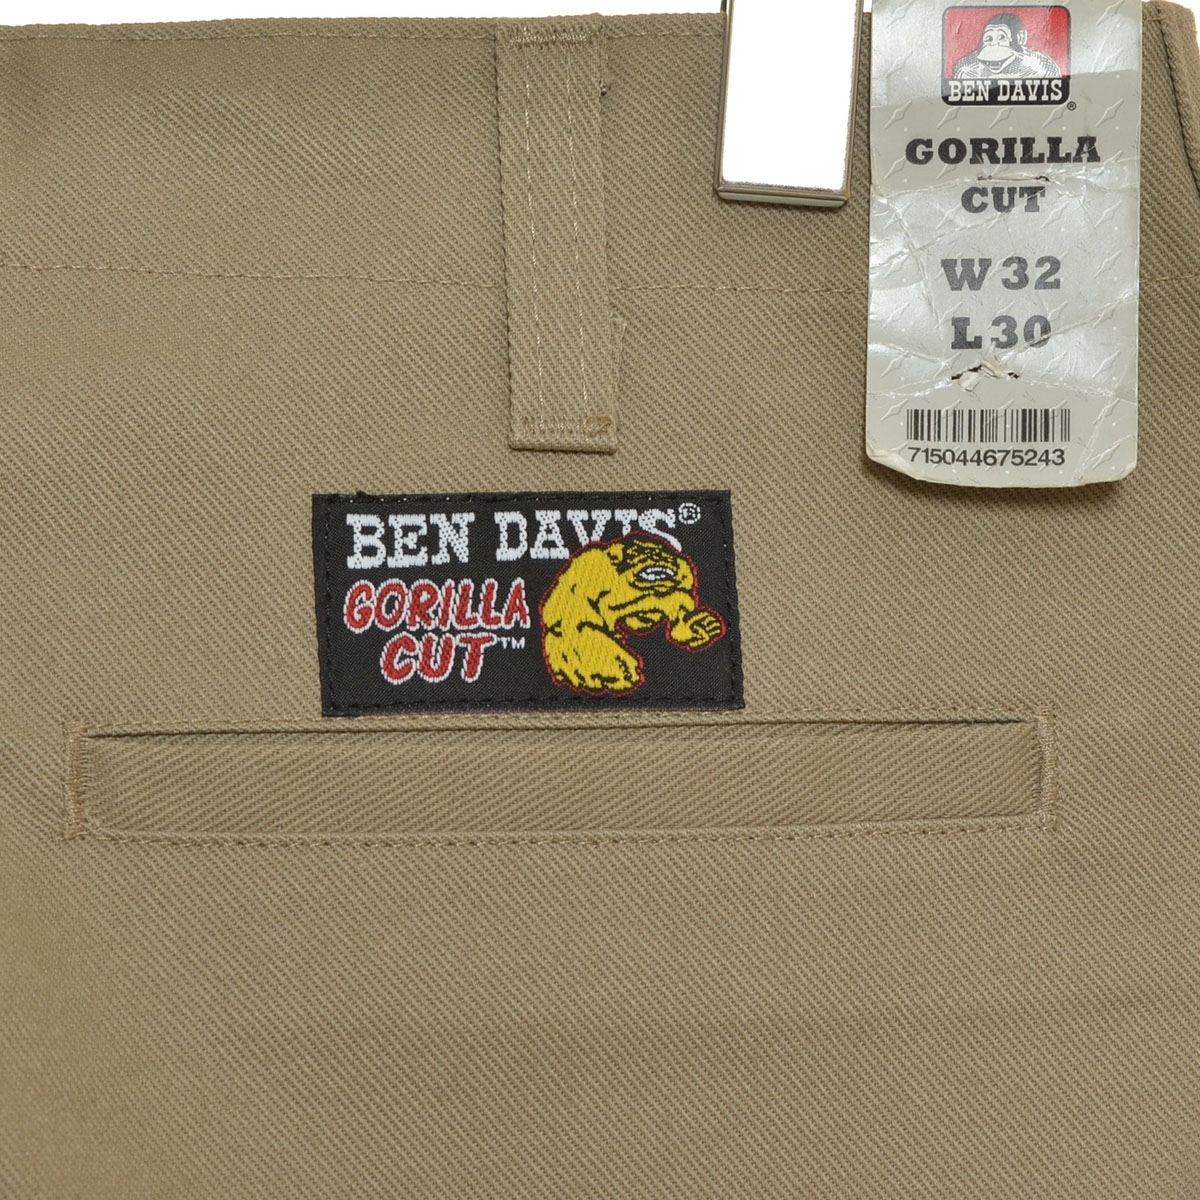 BEN DAVIS®
GORILLA
CUT
W 32
L 30
715044675243
BEN DAVIS®
GORILLA
CUT™